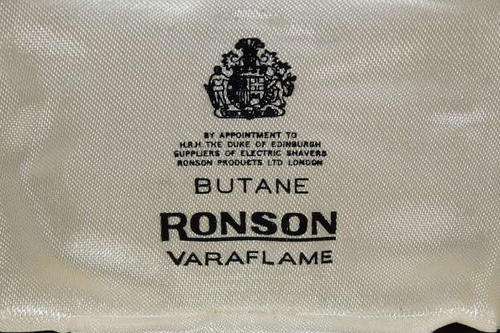 BY APPOINTMENT TO
H.R.H. THE DUKE OF EDINBURGH
SUPPLIERS OF ELECTRIC SHAVERS
RONSON PRODUCTS LTD LONDON
BUTANE
RONSON
VARAFLAME